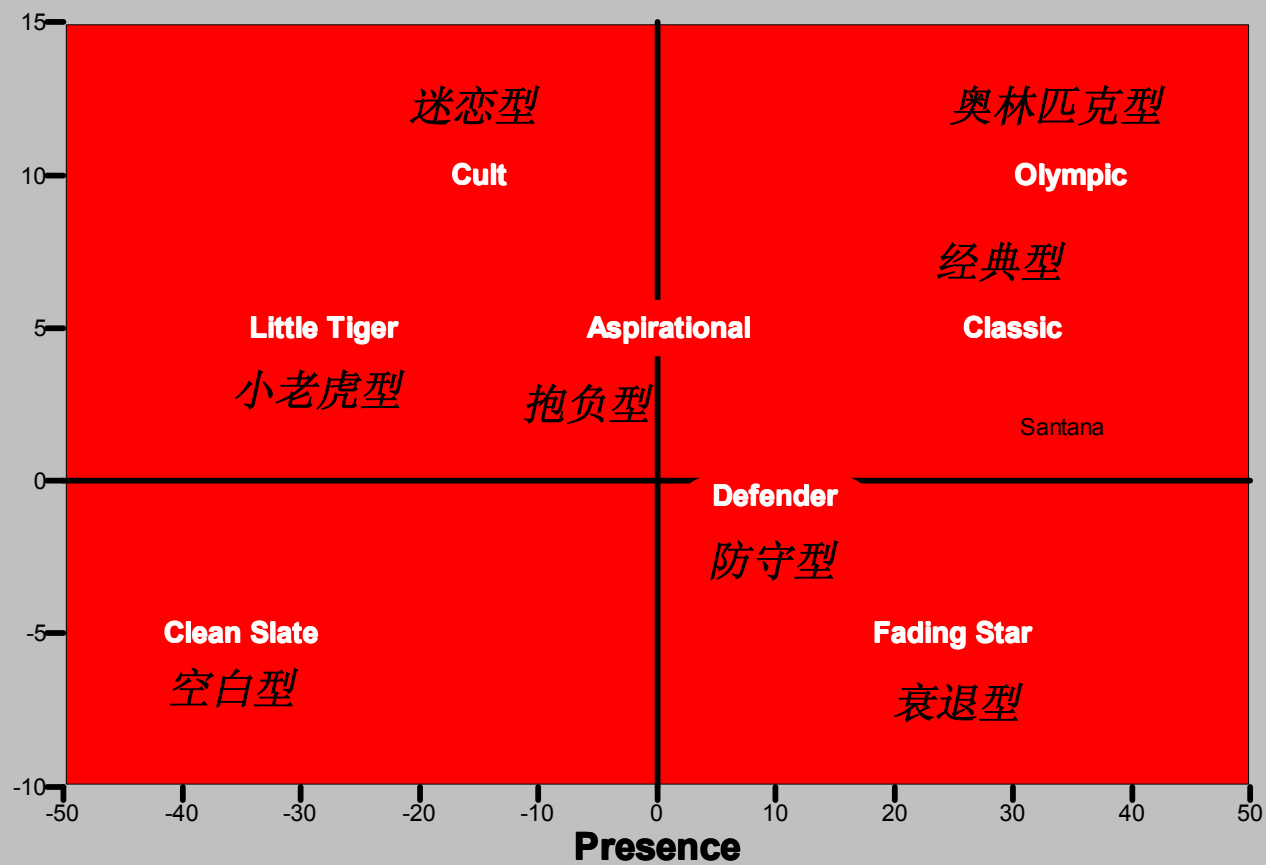 15
迷恋型
奥林匹克型
10
Cult
Olympic
经典型
5
Little Tiger
Aspirational
Classic
小老虎型
抱负型
Santana
0
Defender
防守型
-5
Clean Slate
Fading Star
空白型
衰退型
-10
-50
-40
-30
-20
-10
0
10
20
30
40
50
Presence